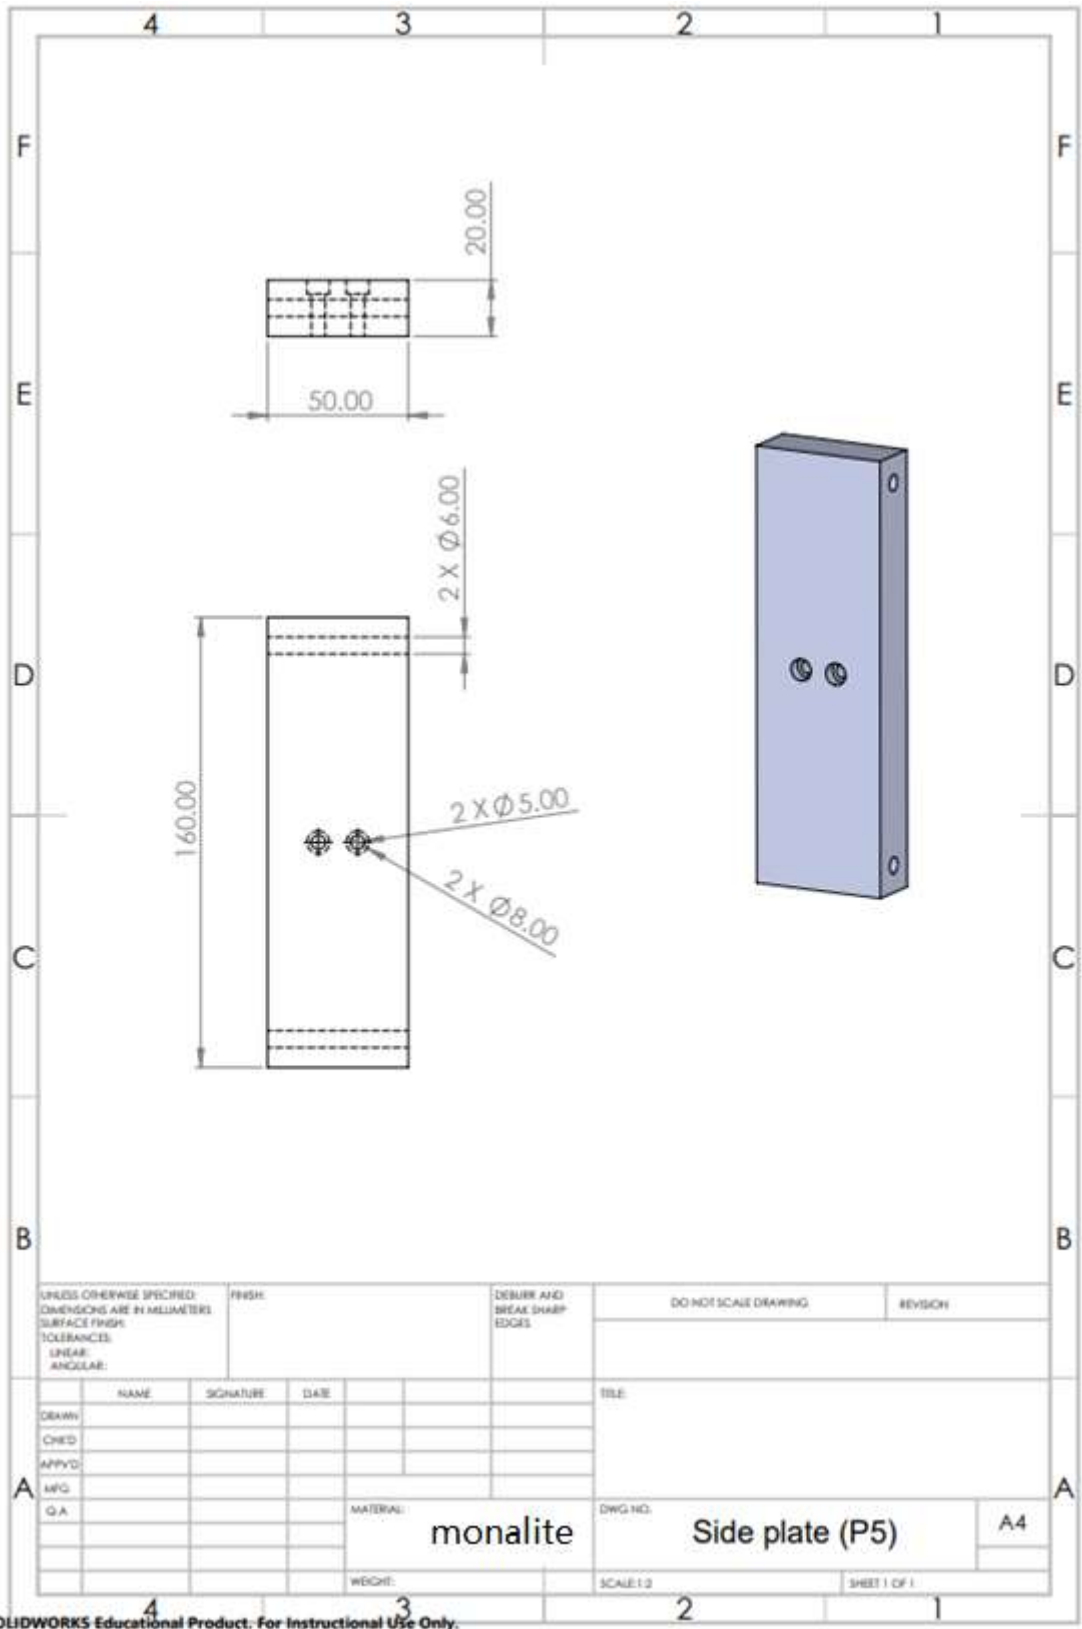 4 3 2 1
F F
20.00
E E
50.00
2 X Ø6.00
D D
160.00
2 X Ø5.00
2 X Ø8.00
C C
B B
UNLESS OTHERWISE SPECIFIED:
DIMENSIONS ARE IN MILLIMETERS
SURFACE FINISH:
TOLERANCES:
LINEAR:
ANGULAR:
FINISH:
DEBURR AND
BREAK SHARP
EDGES
DO NOT SCALE DRAWING
REVISION
NAME SIGNATURE DATE
TITLE:
DRAWN
CHK'D
APPV'D
MFG
Q.A
A A
MATERIAL:
monalite
DWG NO.
Side plate (P5)
A4
WEIGHT:
SCALE:1:2
SHEET 1 OF 1
4 3 2 1
OLIDWORKS Educational Product. For Instructional Use Only.